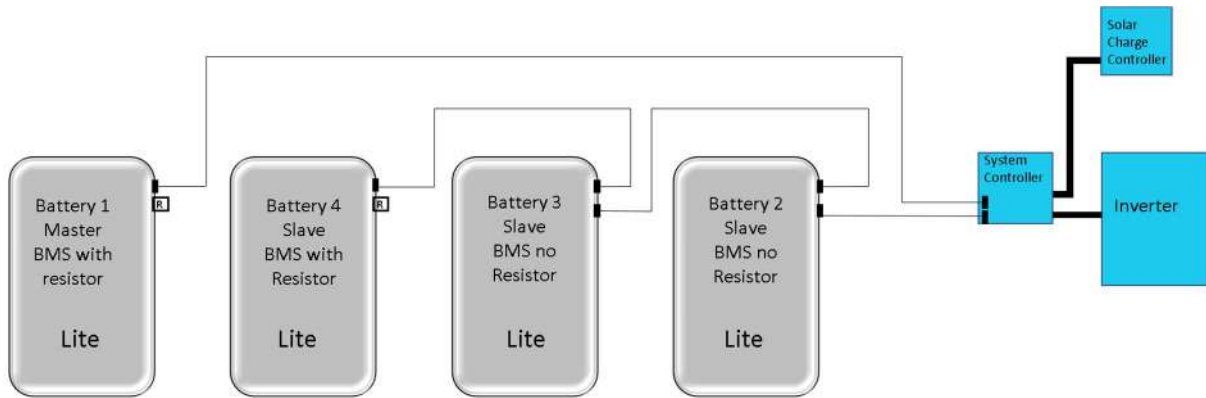 Solar
Charge
Controller
Battery 1
Master
BMS with
resistor
Lite
R
Battery 4
Slave
BMS with
Resistor
Lite
R
Battery 3
Slave
BMS no
Resistor
Lite
Battery 2
Slave
BMS no
Resistor
Lite
System
Controller
Inverter